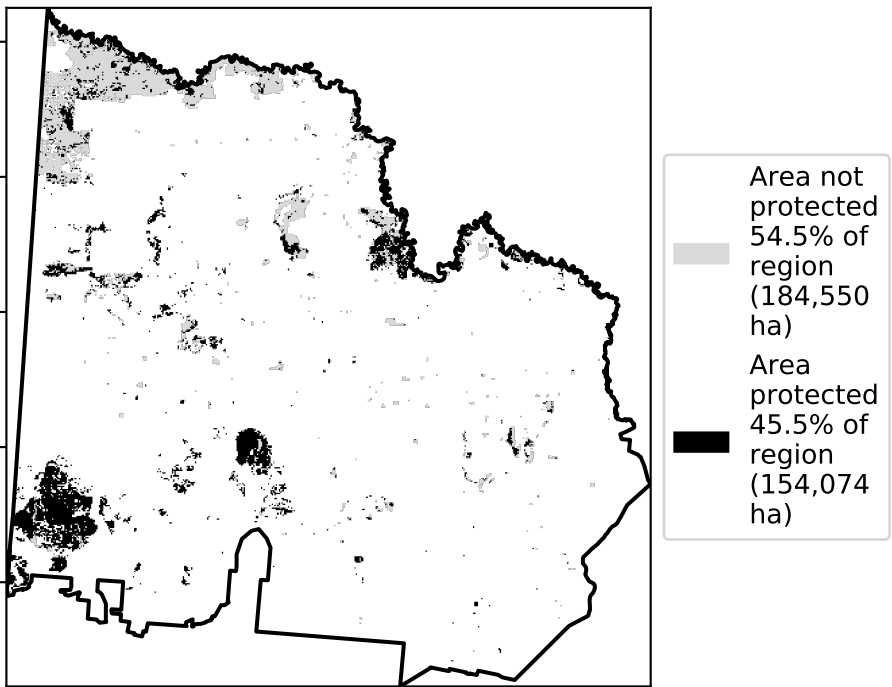 Area not
protected
54.5% of
region
(184,550
ha)
Area
protected
45.5% of
region
(154,074
ha)